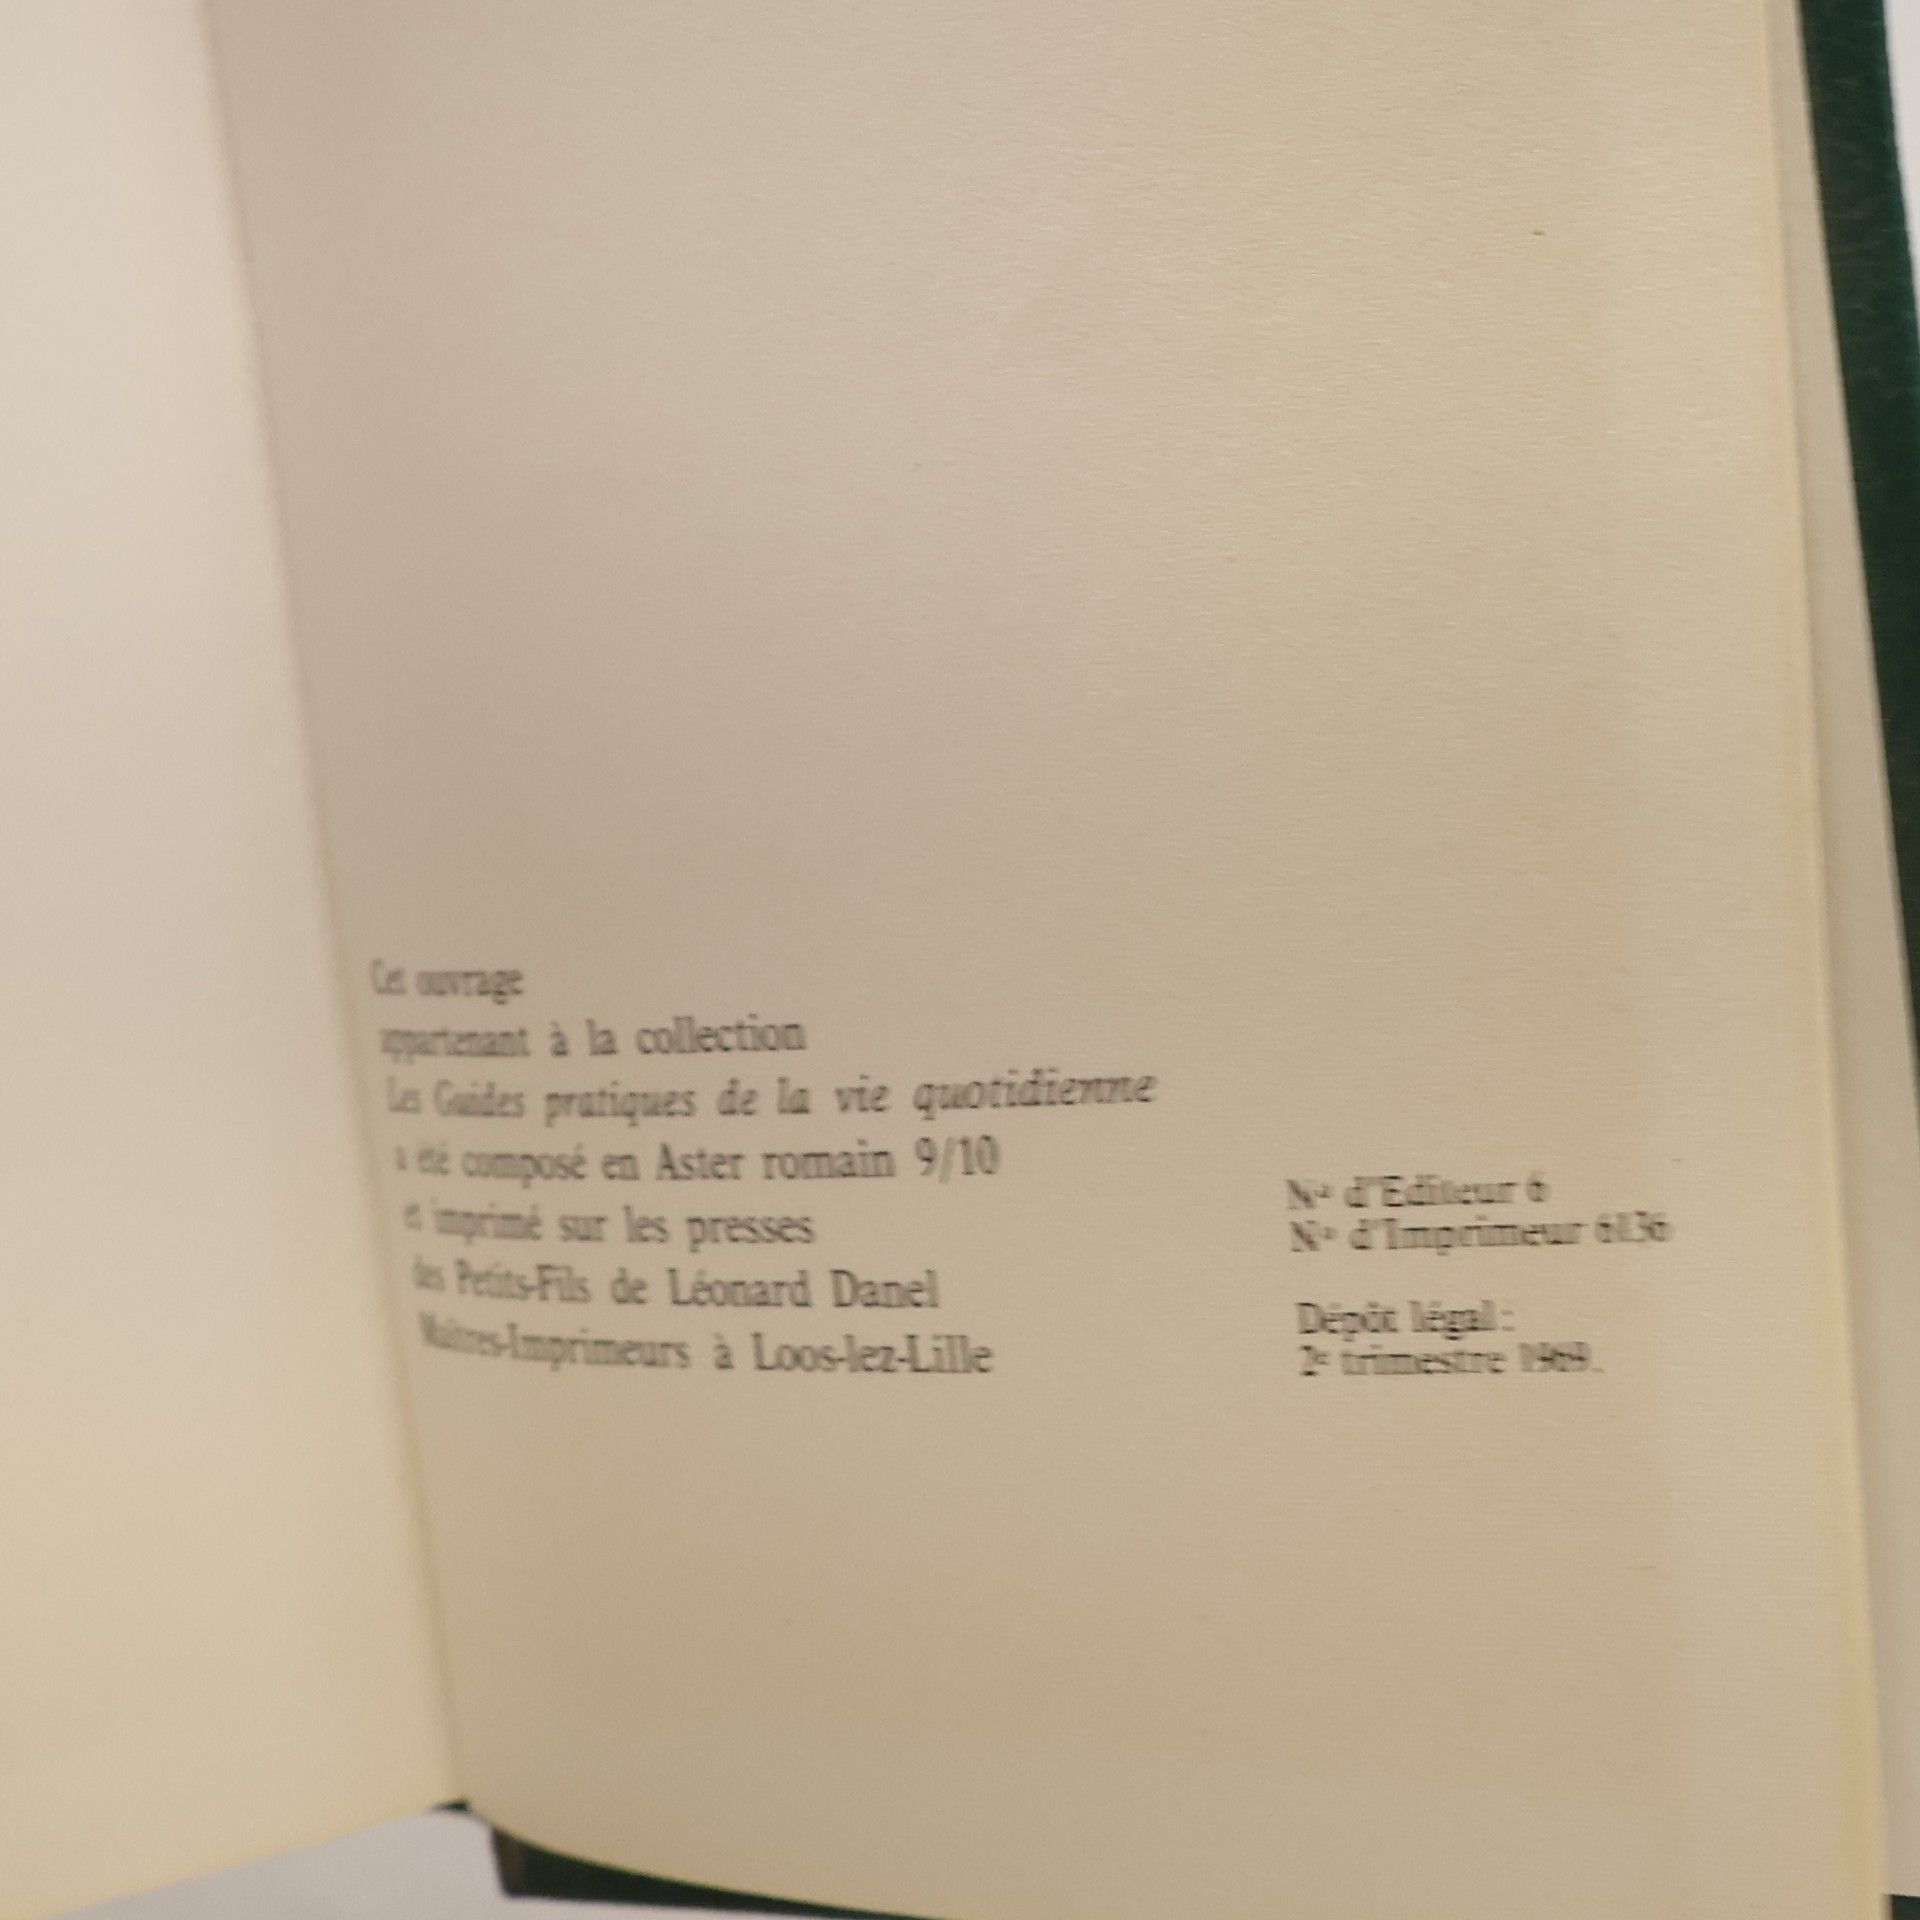 Cet ouvrage
appartenant à la collection
Les Guides pratiques de la vie quotidienne
a été composé en Aster romain 9/10
et imprimé sur les presses
des Petits-Fils de Léonard Danel
Maîtres-Imprimeurs à Loos-lez-Lille
N° d'Editeur 6
N° d'Imprimeur
Dépôt légal :
2e trimestre 1969.